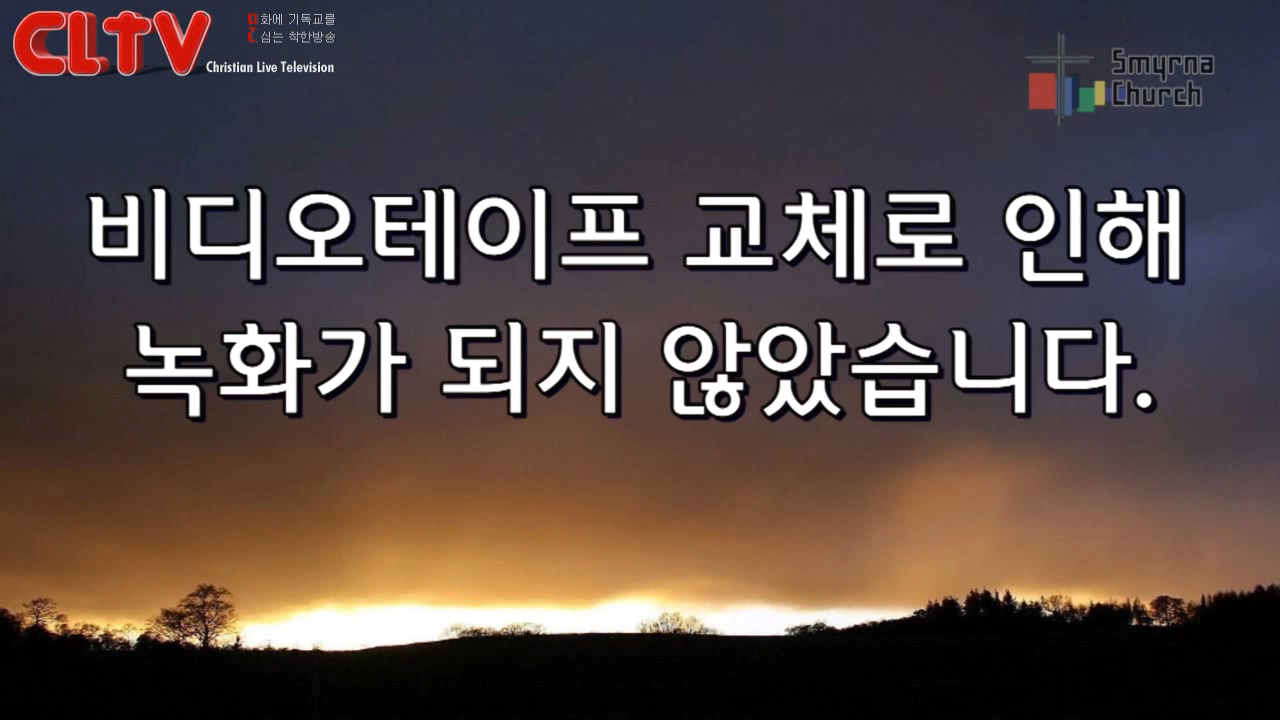 CLTV
문화에 기독교를
심는 착한방송
Christian Live Television
Smyrna
Church
비디오테이프 교체로 인해
녹화가 되지 않았습니다.